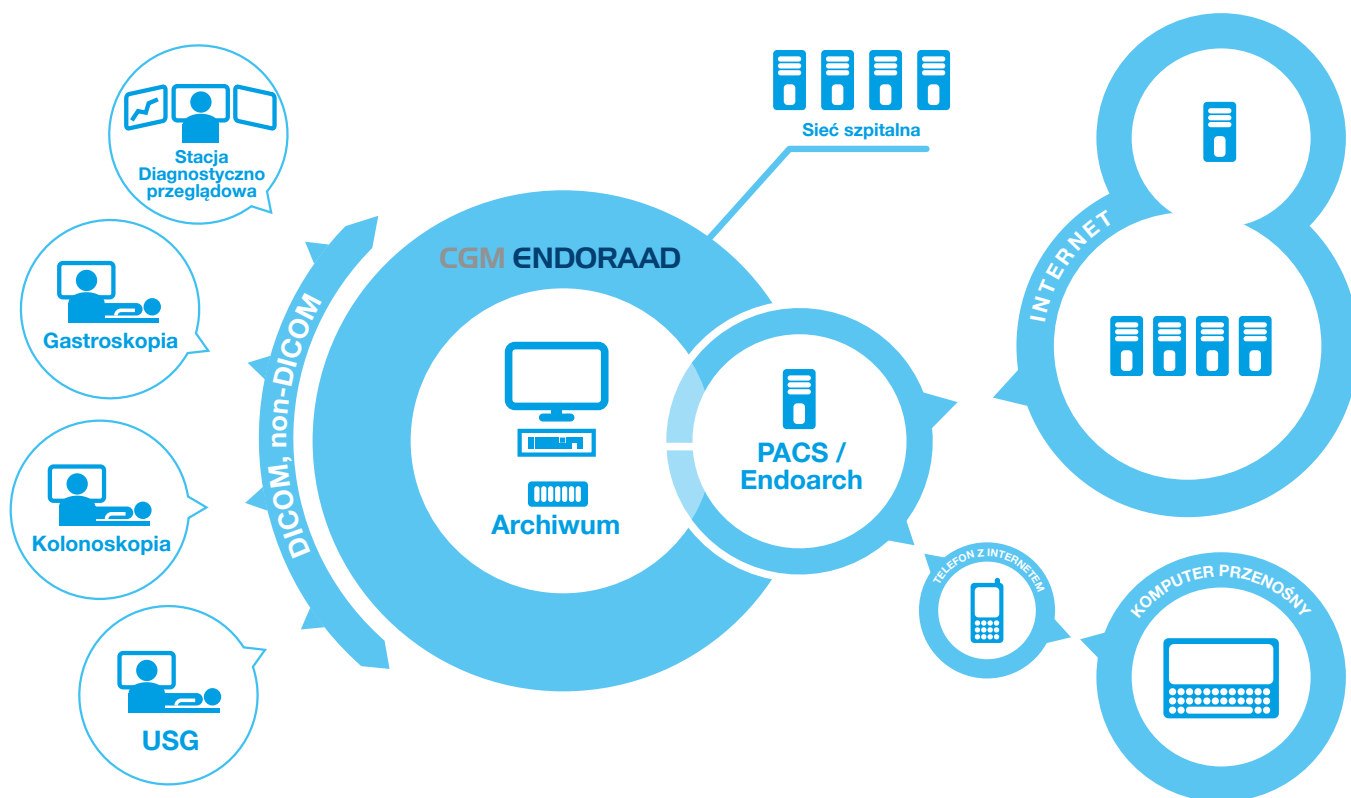 Stacja
Diagnostyczno
przeglądowa
Gastroskopia
Kolonoskopia
USG
DICOM, non-DICOM
CGM ENDORAAD
Archiwum
Sieć szpitalna
PACS /
Endoarch
INTERNET
TELEFON Z INTERNETEM
KOMPUTER PRZENOŚNY